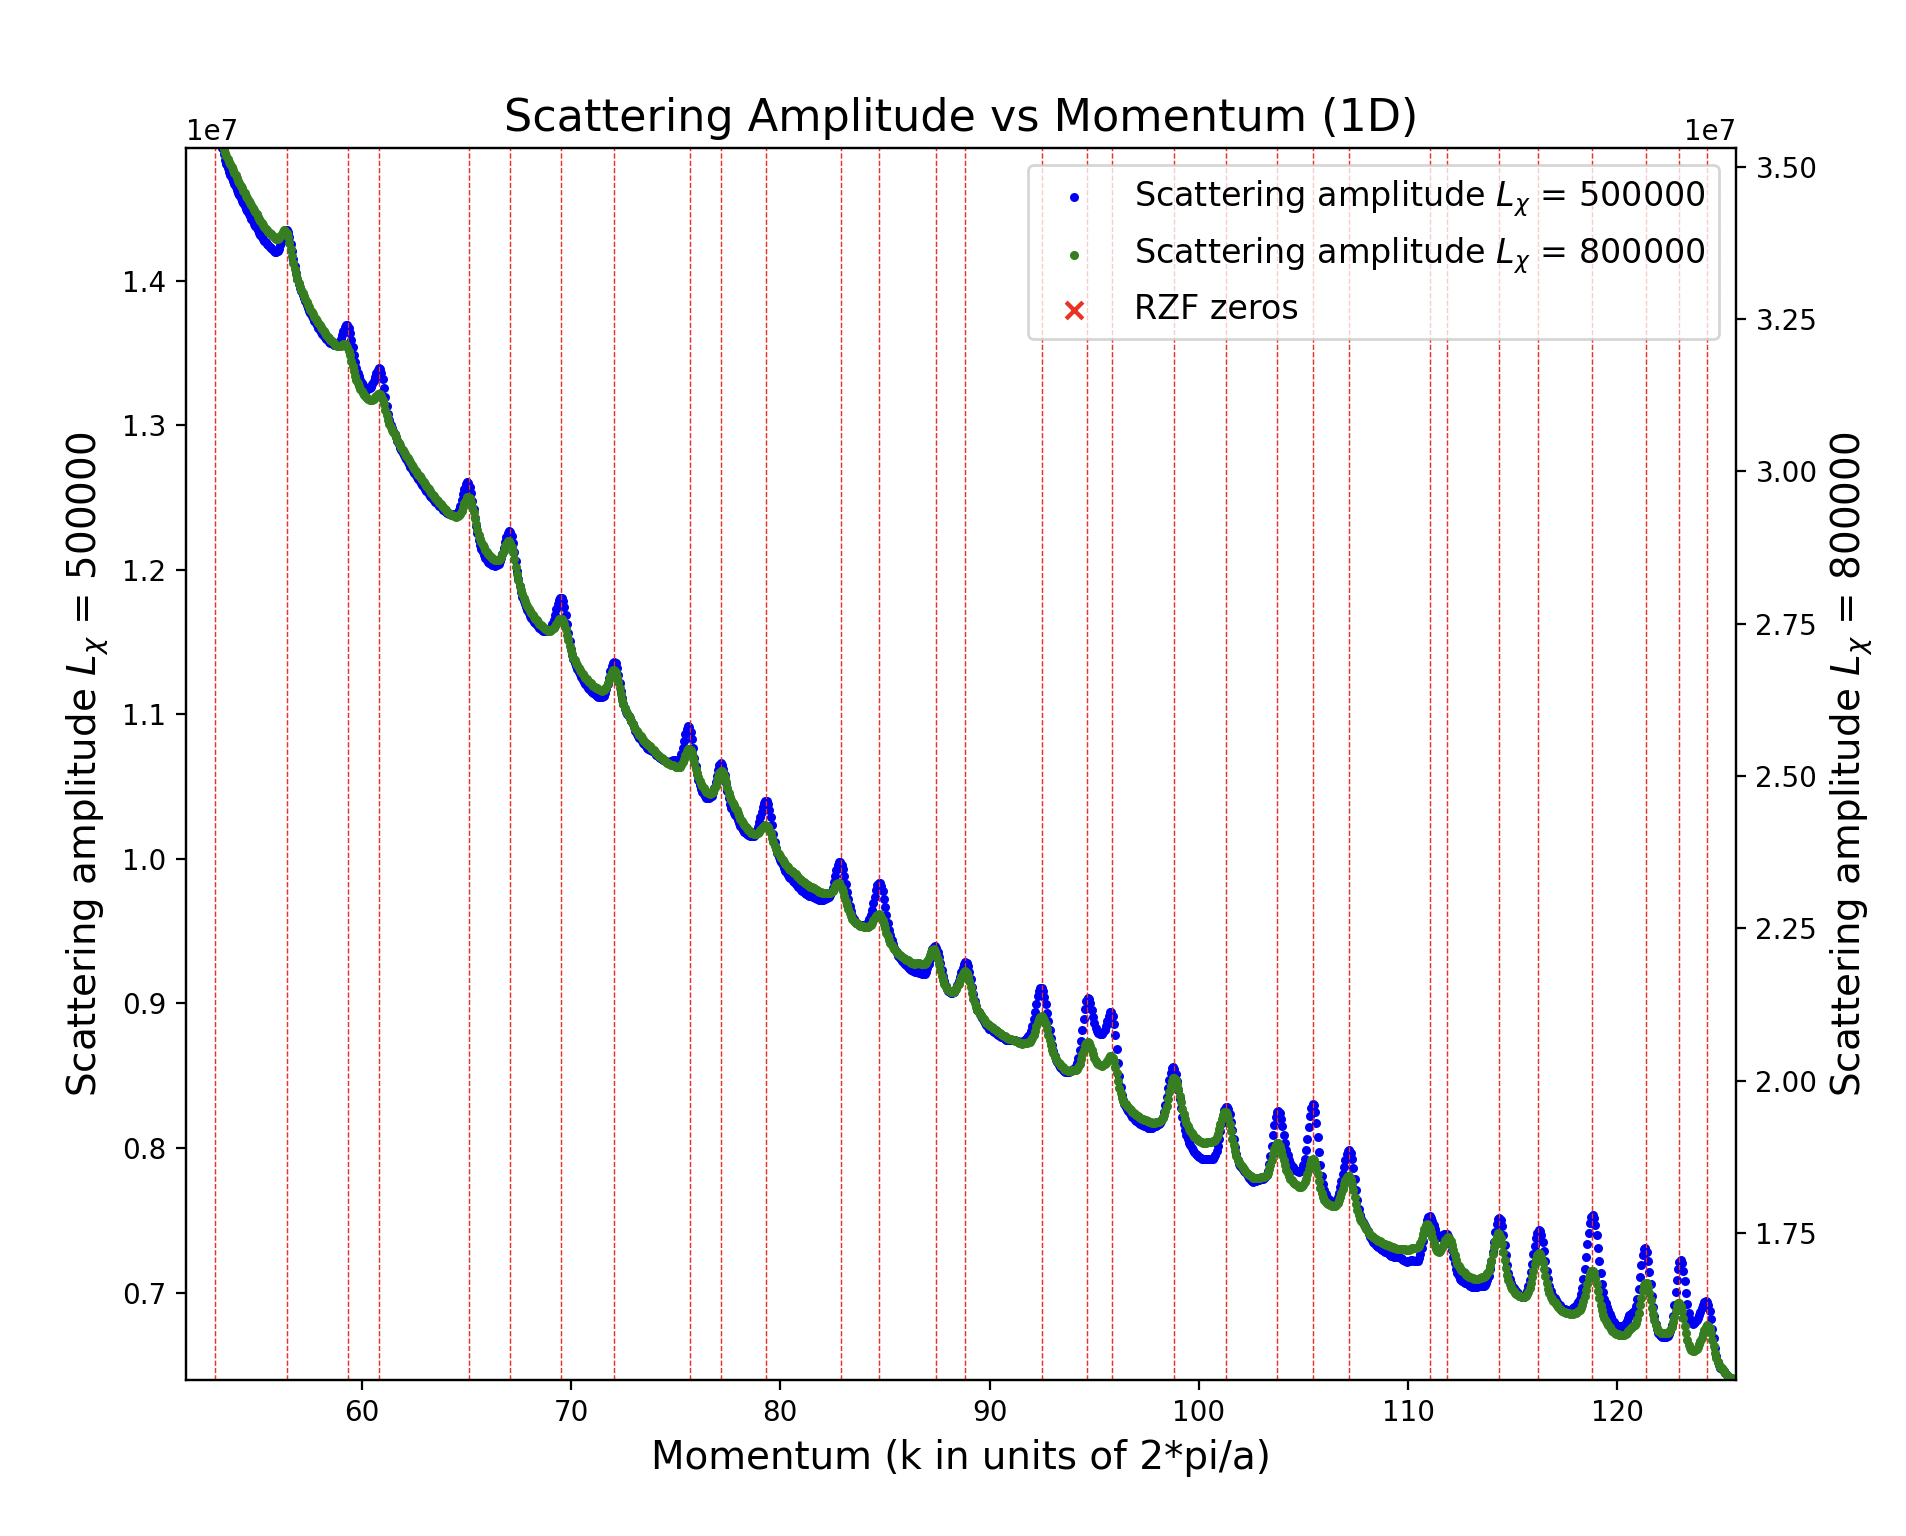 Scattering Amplitude vs Momentum (1D)
1e7
1e7
Scattering amplitude Lχ = 500000
Scattering amplitude Lχ = 800000
RZF zeros
1.4
1.3
1.2
1.1
1.0
0.9
0.8
0.7
Scattering amplitude Lχ = 500000
3.50
3.25
3.00
2.75
2.50
2.25
2.00
1.75
Scattering amplitude Lχ = 800000
60 70 80 90 100 110 120
Momentum (k in units of 2*pi/a)